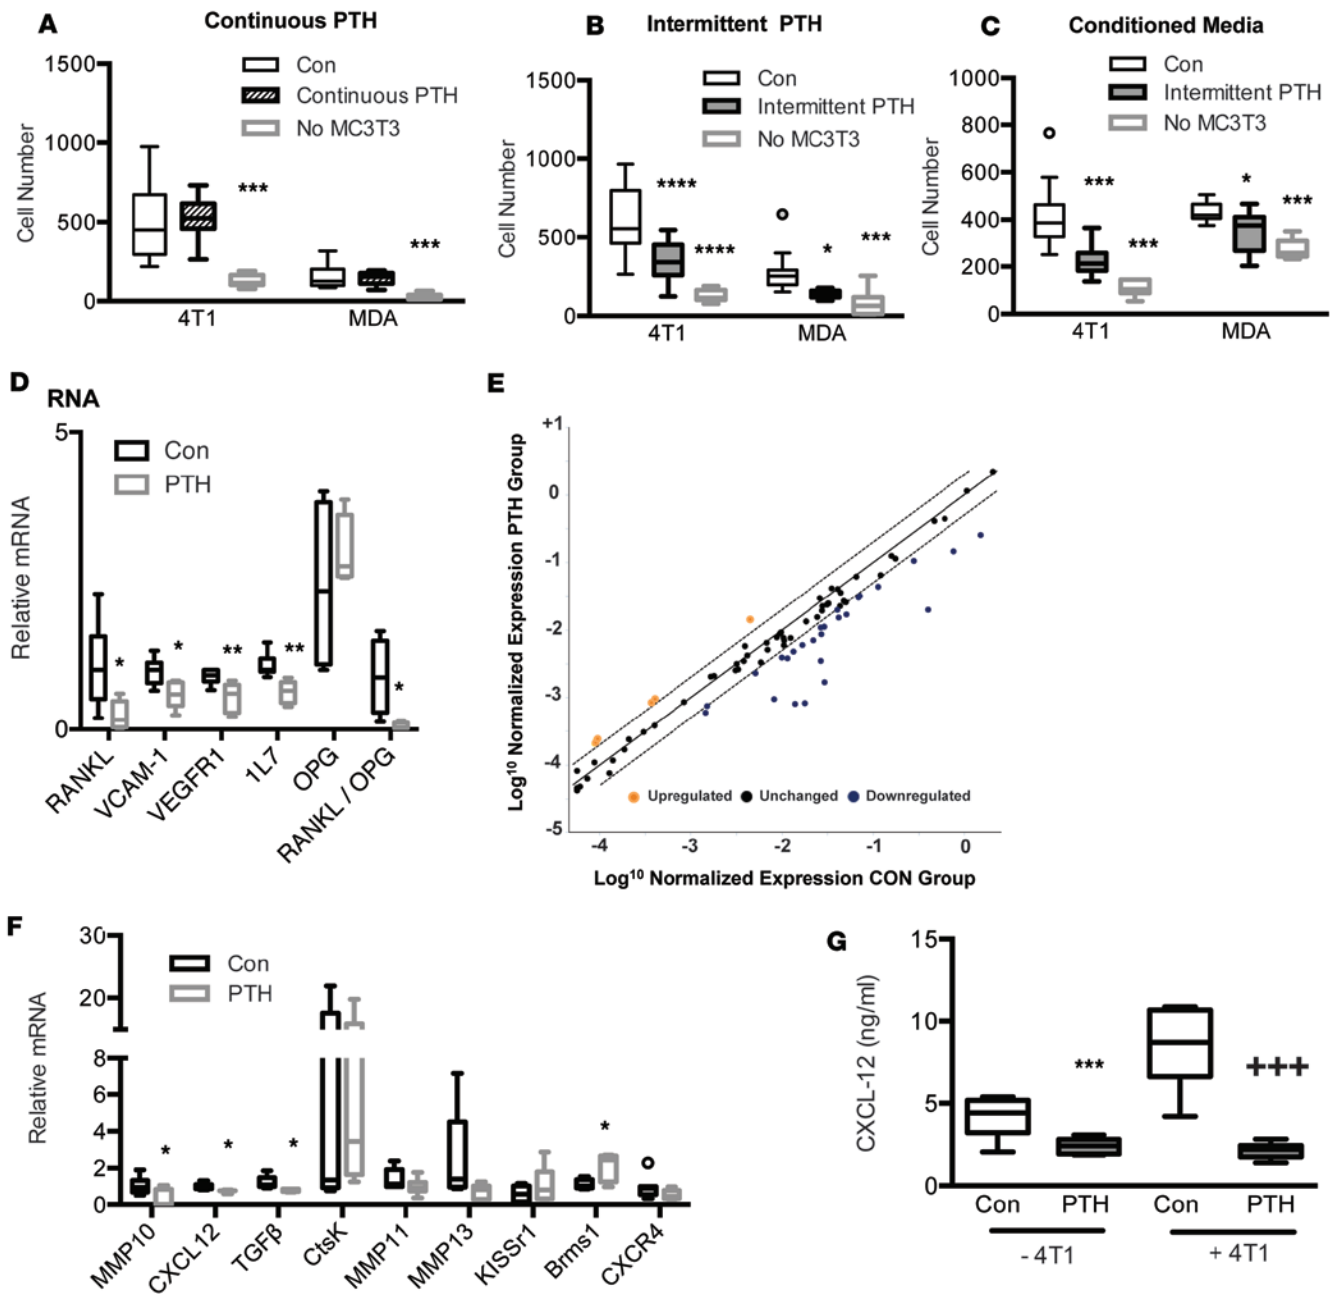 A
Continuous PTH
1500
1000
500
0
Cell Number
Con
Continuous PTH
No MC3T3
***
***
4T1
MDA
B
Intermittent PTH
1500
1000
500
0
Cell Number
Con
Intermittent PTH
No MC3T3
****
****
*
***
4T1
MDA
C
Conditioned Media
1000
800
600
400
200
0
Cell Number
Con
Intermittent PTH
No MC3T3
***
***
*
***
4T1
MDA
D
RNA
5
0
Relative mRNA
Con
PTH
*
*
**
**
*
RANKL
VCAM-1
VEGFR1
1L7
OPG
RANKL / OPG
E
Log10 Normalized Expression PTH Group
+1
0
-1
-2
-3
-4
-5
Upregulated
Unchanged
Downregulated
-4
-3
-2
-1
0
Log10 Normalized Expression CON Group
F
30
20
8
6
4
2
0
Relative mRNA
Con
PTH
*
*
*
*
MMP10
CXCL12
TGFβ
CtsK
MMP11
MMP13
KISSr1
Brms1
CXCR4
G
15
10
5
0
CXCL-12 (ng/ml)
***
+++
Con
PTH
Con
PTH
- 4T1
+ 4T1